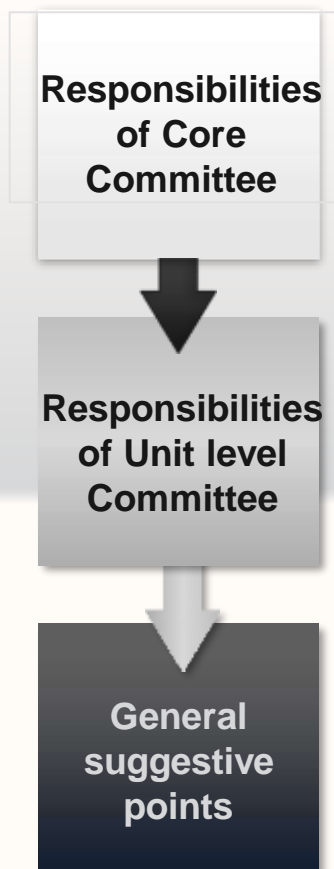 Responsibilities
of Core
Committee
Responsibilities
of Unit level
Committee
General
suggestive
points